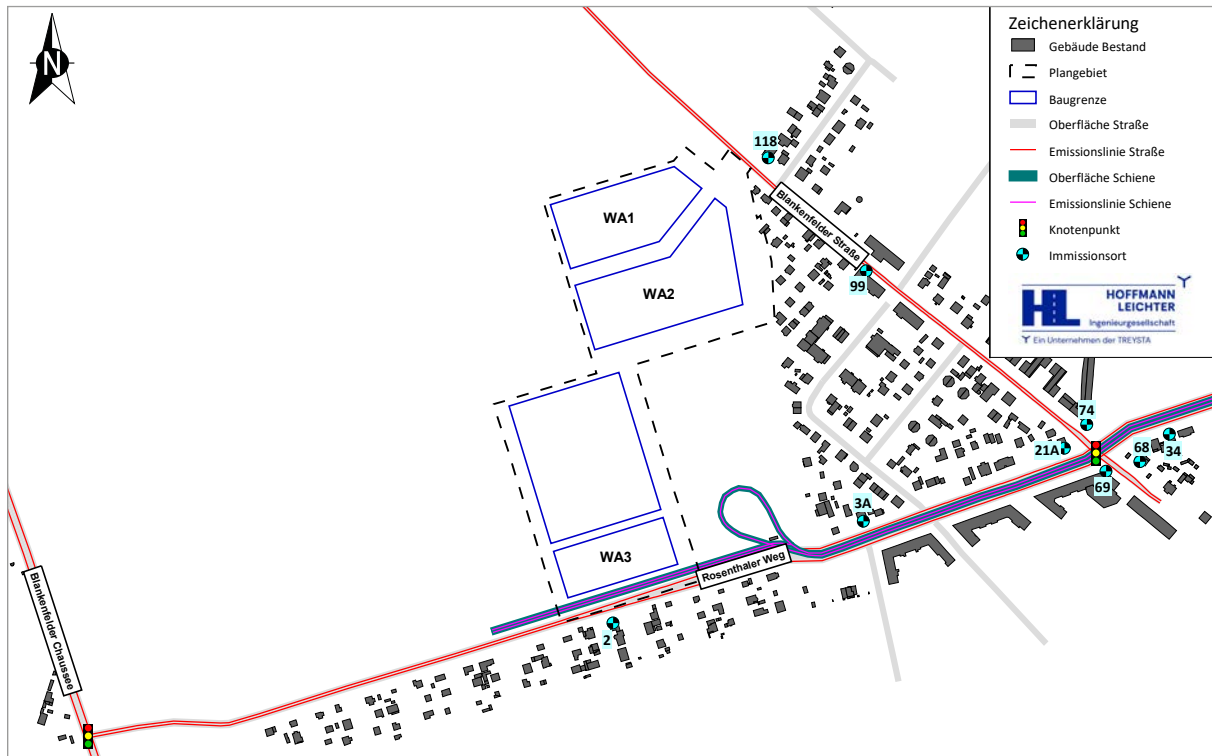 N
Zeichenerklärung
Gebäude Bestand
Plangebiet
Baugrenze
Oberfläche Straße
Emissionslinie Straße
Oberfläche Schiene
Emissionslinie Schiene
Knotenpunkt
Immissionsort
HL
HOFFMANN
LEICHTER
Ingenieurgesellschaft
Ein Unternehmen der TREYSTA
118
WA1
Blankenfelder Straße
WA2
99
74
21A
68
34
69
3A
WA3
Rosenthaler Weg
Blankenfelder Chaussee
2